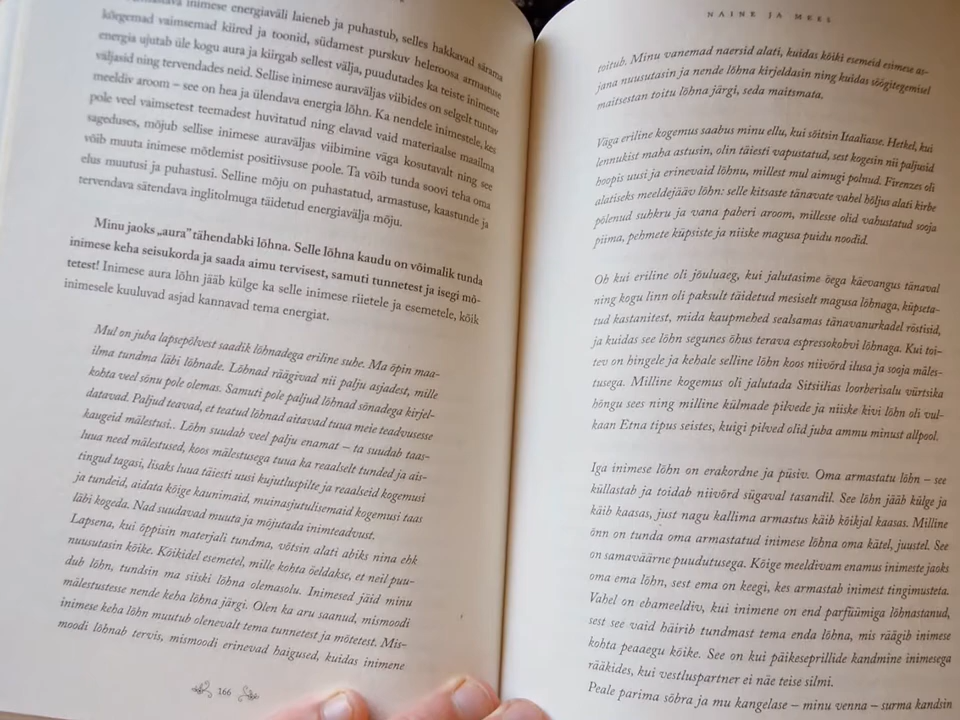 inimese energiaväli laieneb ja puhastub, selles hakkavad särama
kõrgemad vaimsemad kiired ja toonid, südamest purskuv heleroosa armastuse
energia ujutab üle kogu aura ja kiirgab sellest välja, puudutades ka teiste inimeste
väljasid ning tervendades neid. Sellise inimese auraväljas viibides on selgelt tuntav
meeldiv aroom – see on hea ja ülendava energia lõhn. Ka nendele inimestele, kes
pole veel vaimsetest teemadest huvitatud ning elavad vaid materiaalse maailma
sageduses, mõjub sellise inimese auraväljas viibimine väga kosutavalt ning see
võib muuta inimese mõtlemist positiivsuse poole. Ta võib tunda soovi teha oma
elus muutusi ja puhastusi. Selline mõju on puhastatud, armastuse, kaastunde ja
tervendava sätendava inglitolmuga täidetud energiavälja mõju.
Minu jaoks „aura” tähendabki lõhna. Selle lõhna kaudu on võimalik tunda
inimese keha seisukorda ja saada aimu tervisest, samuti tunnetest ja isegi mõ-
tetest! Inimese aura lõhn jääb külge ka selle inimese riietele ja esemetele, kõik
inimesele kuuluvad asjad kannavad tema energiat.
Mul on juba lapsepõlvest saadik lõhnadega eriline suhe. Ma õpin maa-
ilma tundma läbi lõhnade. Lõhnad räägivad nii palju asjadest, mille
kohta veel sõnu pole olemas. Samuti pole paljud lõhnad sõnadega kirjel-
datavad. Paljud teavad, et teatud lõhnad aitavad tuua meie teadvusesse
kaugeid mälestusi.. Lõhn suudab veel palju enamat – ta suudab taas-
luua need mälestused, koos mälestusega tuua ka reaalselt tunded ja ais-
tingud tagasi, lisaks luua täiesti uusi kujutluspilte ja reaalseid kogemusi
ja tundeid, aidata kõige kaunimaid, muinasjutulisemaid kogemusi taas
läbi kogeda. Nad suudavad muuta ja mõjutada inimteadvust.
Lapsena, kui õppisin materjali tundma, võtsin alati abiks nina ehk
nuusutasin kõike. Kõikidel esemetel, mille kohta öeldakse, et neil puu-
dub lõhn, tundsin ma siiski lõhna olemasolu. Inimesed jäid minu
mälestustesse nende keha lõhna järgi. Olen ka aru saanud, mismoodi
inimese keha lõhn muutub olenevalt tema tunnetest ja mõtetest. Mis-
moodi lõhnab tervis, mismoodi erinevad haigused, kuidas inimene
166
NAINE JA MEES
toitub. Minu vanemad naersid alati, kuidas kõiki esemeid esimese as-
jana nuusutasin ja nende lõhna kirjeldasin ning kuidas söögitegemisel
maitsestan toitu lõhna järgi, seda maitsmata.
Väga eriline kogemus saabus minu ellu, kui sõitsin Itaaliasse. Hetkel, kui
lennukist maha astusin, olin täiesti vapustatud, sest kogesin nii paljusid
hoopis uusi ja erinevaid lõhnu, millest mul aimugi polnud. Firenzes oli
alatiseks meeldejääv lõhn: selle kitsaste tänavate vahel hõljus alati kirbe
põlenud suhkru ja vana paberi aroom, millesse olid vahustatud sooja
piima, pehmete küpsiste ja niiske magusa puidu noodid.
Oh kui eriline oli jõuluaeg, kui jalutasime õega käevangus tänaval
ning kogu linn oli paksult täidetud mesiselt magusa lõhnaga, küpseta-
tud kastanitest, mida kaupmehed sealsamas tänavanurkadel röstisid,
ja kuidas see lõhn segunes õhus terava espressokohvi lõhnaga. Kui toi-
tev on hingele ja kehale selline lõhn koos niivõrd ilusa ja sooja mäles-
tusega. Milline kogemus oli jalutada Sitsiilias loorberisalu vürtsika
hõngu sees ning milline külmade pilvede ja niiske kivi lõhn oli vul-
kaan Etna tipus seistes, kuigi pilved olid juba ammu minust allpool.
Iga inimese lõhn on erakordne ja püsiv. Oma armastatu lõhn – see
küllastab ja toidab niivõrd sügaval tasandil. See lõhn jääb külge ja
käib kaasas, just nagu kallima armastus käib kõikjal kaasas. Milline
õnn on tunda oma armastatud inimese lõhna oma kätel, juustel. See
on samaväärne puudutusega. Kõige meeldivam enamus inimeste jaoks
oma ema lõhn, sest ema on keegi, kes armastab inimest tingimusteta.
Vahel on ebameeldiv, kui inimene on end parfüümiga lõhnastanud,
sest see vaid häirib tundmast tema enda lõhna, mis räägib inimese
kohta peaaegu kõike. See on kui päikeseprillide kandmine inimesega
rääkides, kui vestluspartner ei näe teise silmi.
Peale parima sõbra ja mu kangelase – minu venna – surma kandsin